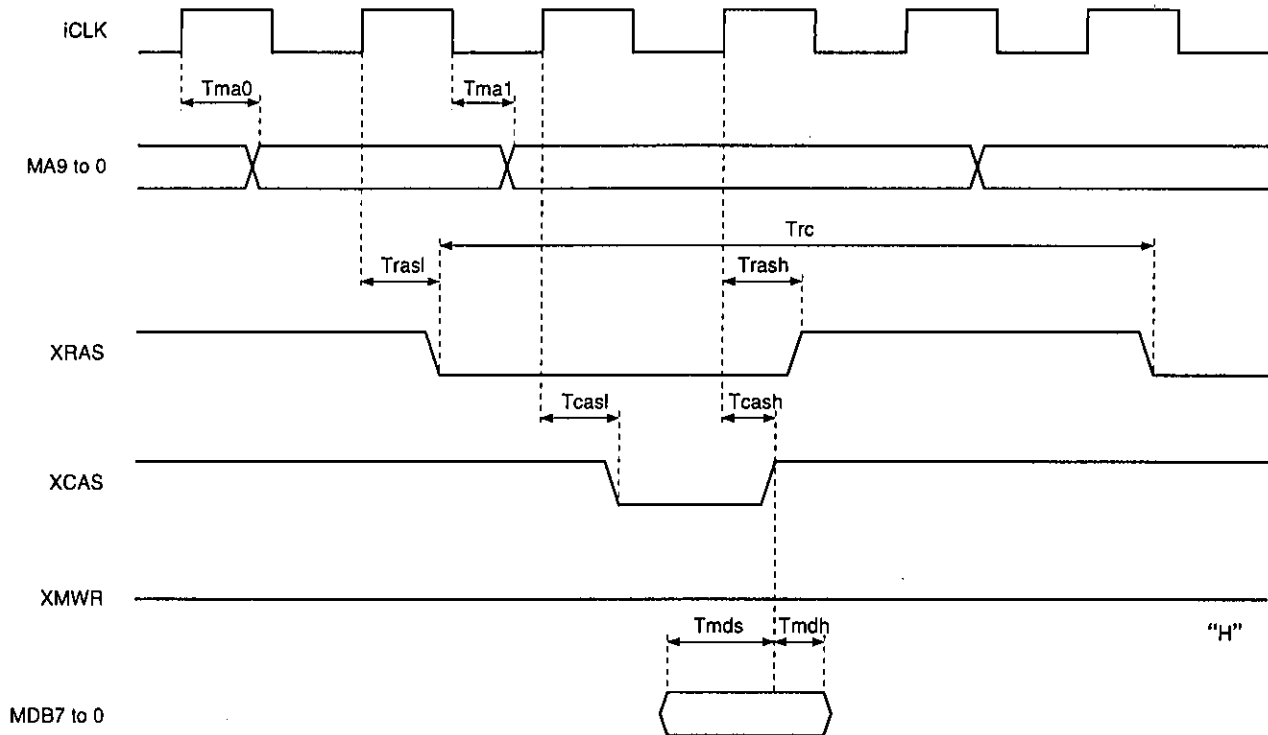 iCLK
Tma0
Tma1
MA9 to 0
Trc
Trasl
Trash
XRAS
Tcasl
Tcash
XCAS
XMWR
"H"
Tmds
Tmdh
MDB7 to 0